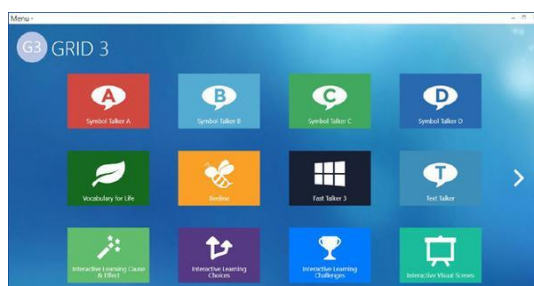 Menu
G3 GRID 3
A
B
C
D
Symbol Talker A
Symbol Talker B
Symbol Talker C
Symbol Talker D
T
Vocabulary for Life
Beeline
Fast Talker 3
Text Talker
Interactive Learning Cause
& Effect
Interactive Learning
Choices
Interactive Learning
Challenges
Interactive Visual Scenes